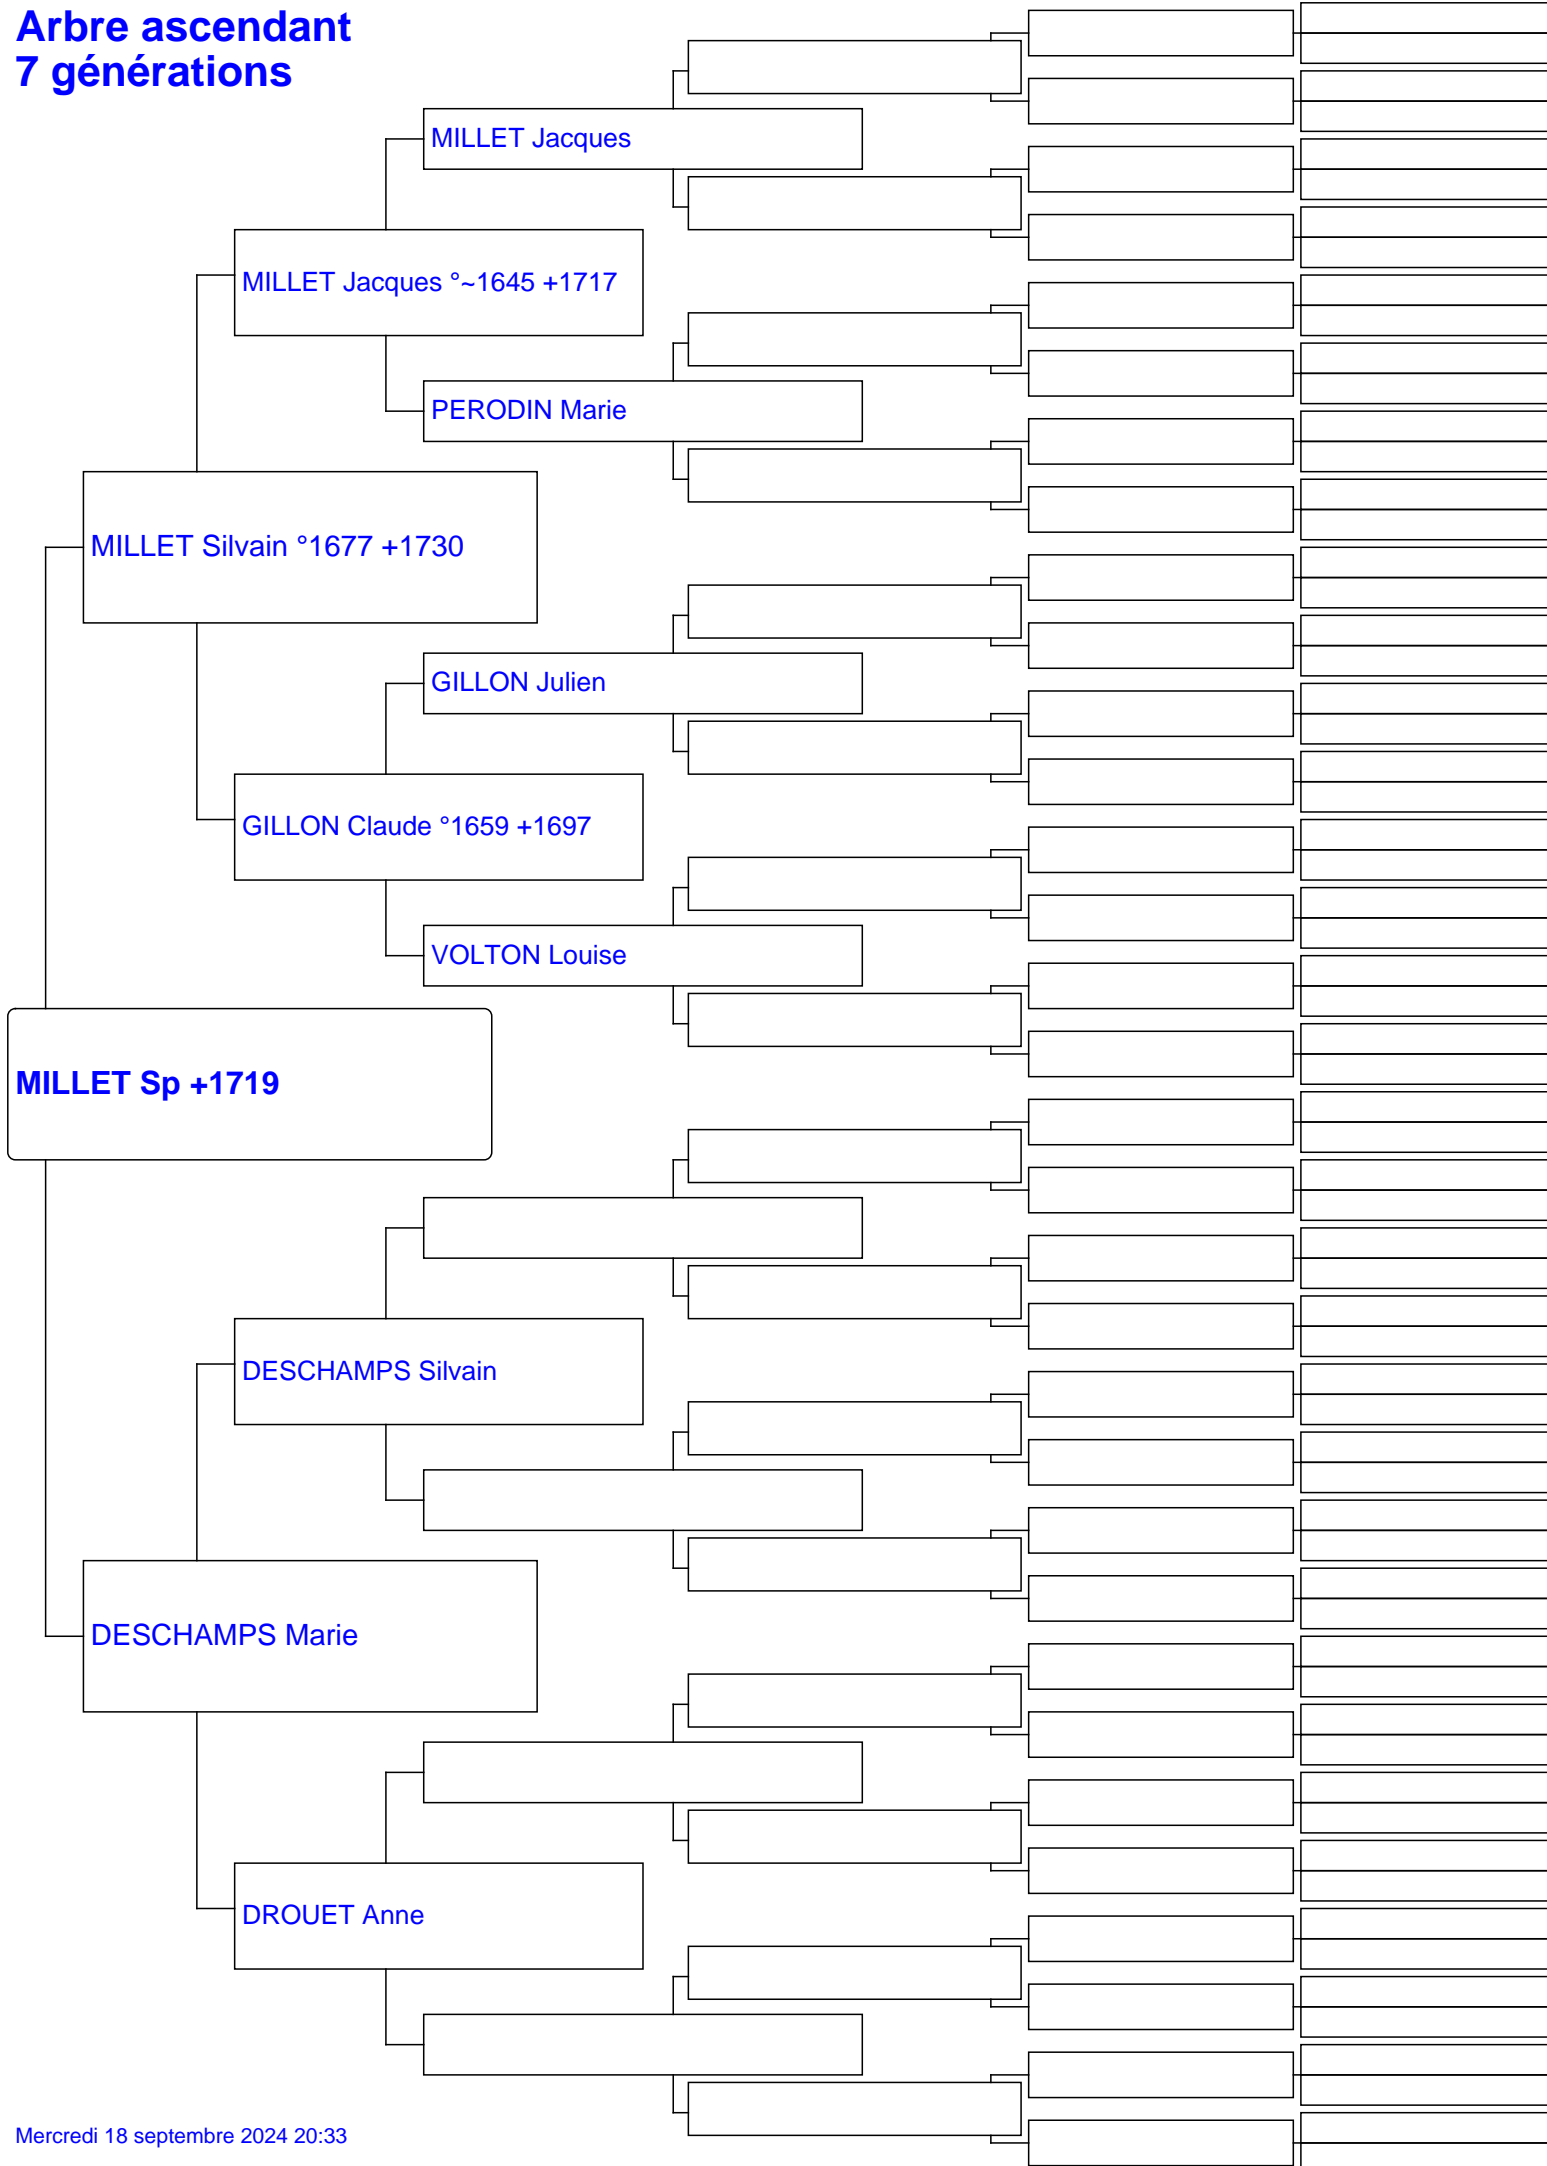 Arbre ascendant
7 générations
MILLET Jacques
MILLET Jacques °~1645 +1717
PERODIN Marie
MILLET Silvain °1677 +1730
GILLON Julien
GILLON Claude °1659 +1697
VOLTON Louise
MILLET Sp +1719
DESCHAMPS Silvain
DESCHAMPS Marie
DROUET Anne
Mercredi 18 septembre 2024 20:33